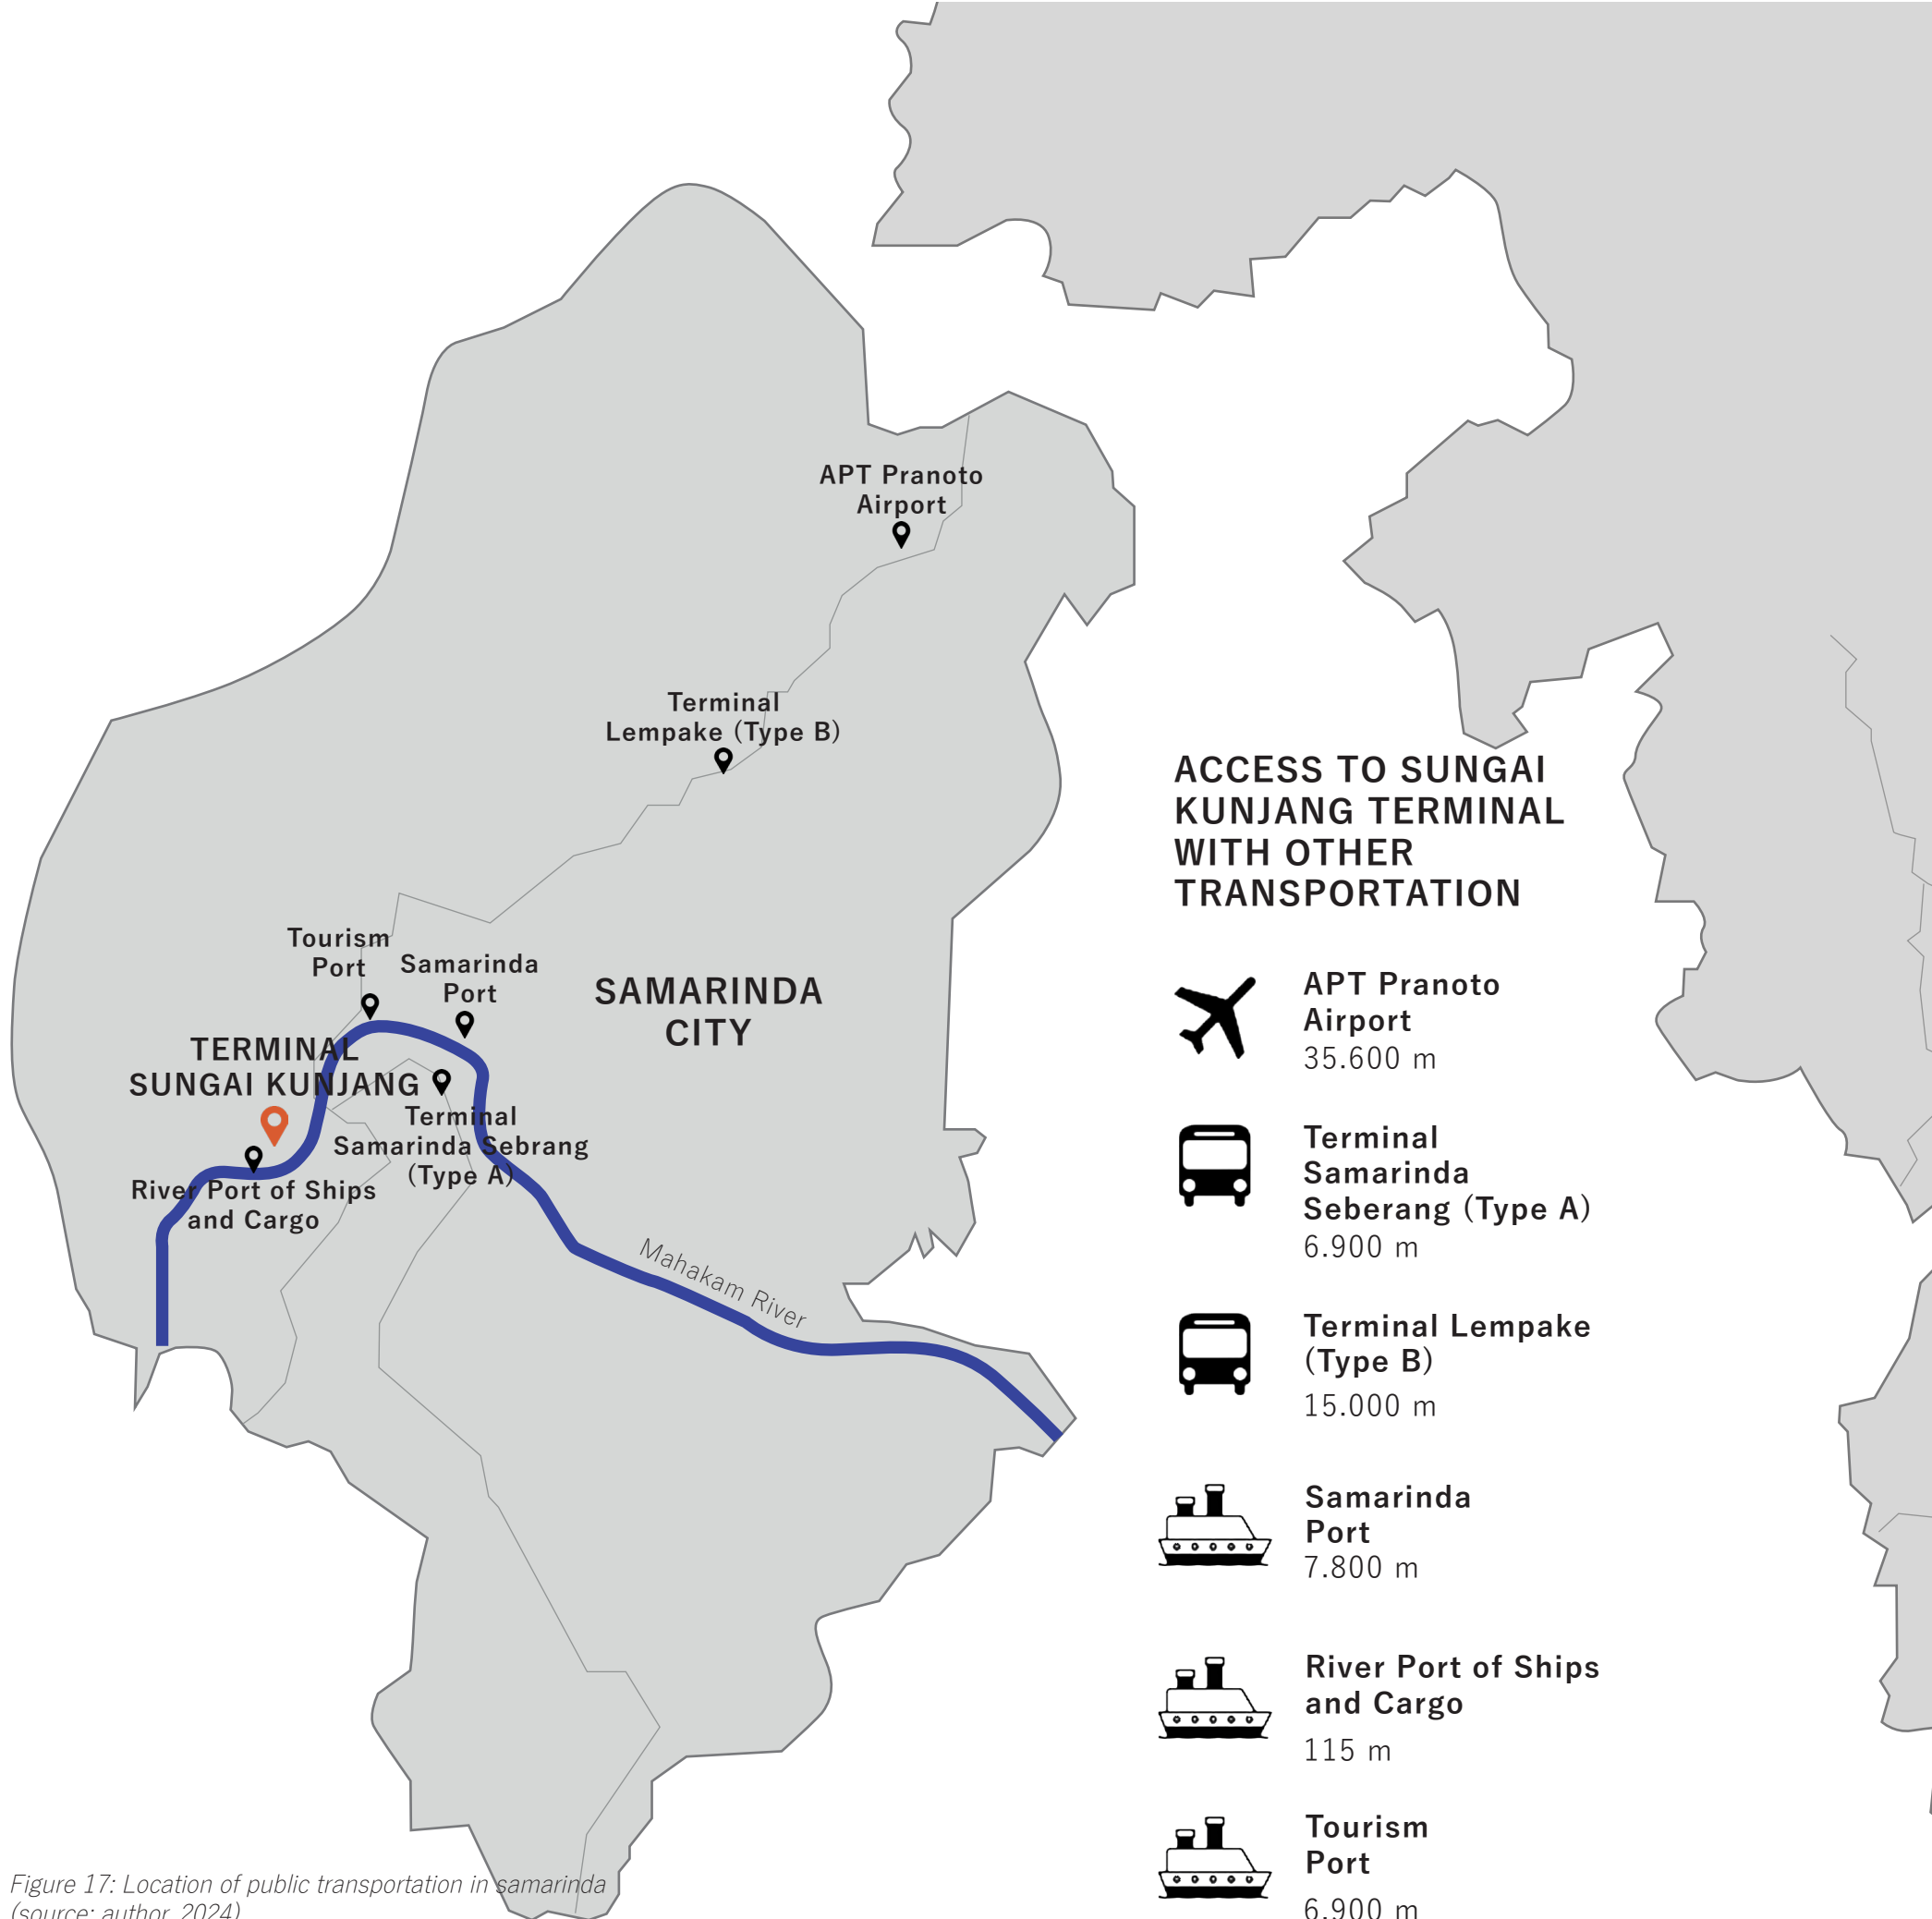 APT Pranoto
Airport
Terminal
Lempake (Type B)
Tourism
Port
Samarinda
Port
SAMARINDA
CITY
TERMINAL
SUNGAI KUNJANG
Terminal
Samarinda Sebrang
(Type A)
River Port of Ships
and Cargo
Mahakam River
ACCESS TO SUNGAI
KUNJANG TERMINAL
WITH OTHER
TRANSPORTATION
APT Pranoto
Airport
35.600 m
Terminal
Samarinda
Seberang (Type A)
6.900 m
Terminal Lempake
(Type B)
15.000 m
Samarinda
Port
7.800 m
River Port of Ships
and Cargo
115 m
Tourism
Port
6.900 m
Figure 17: Location of public transportation in samarinda
(source: author, 2024)